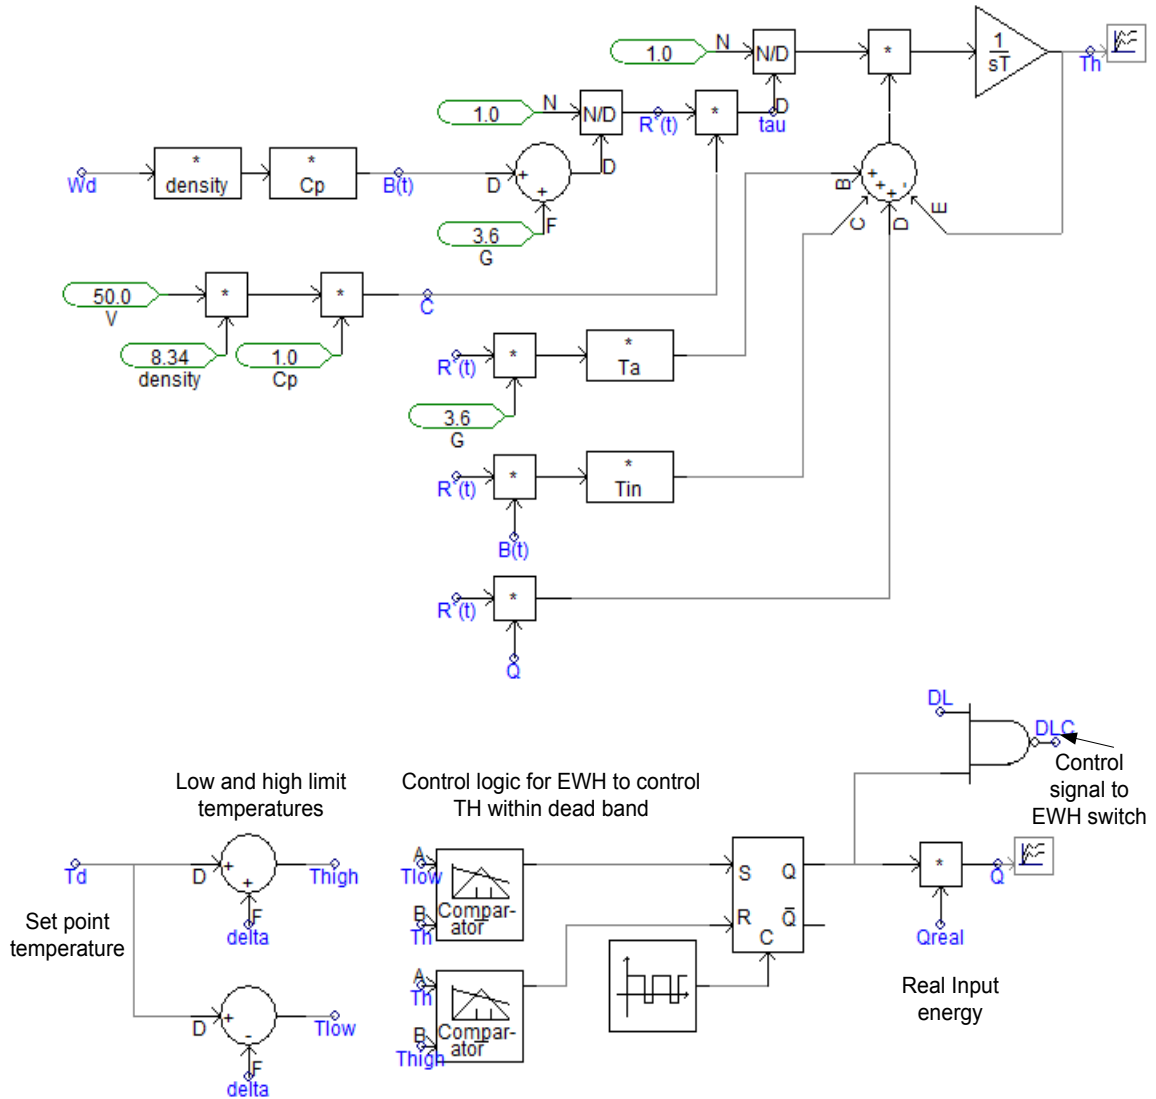 1.0
N
N/D
*
1
sT
Th
1.0
N
N/D
R'(t)
*
D
tau
Wd
*
density
*
Cp
B(t)
D
+
+
D
F
3.6
G
B
+
+
+
-
C
D
E
50.0
V
*
*
C
8.34
density
1.0
Cp
R'(t)
*
*
Ta
3.6
G
R'(t)
*
*
Tin
B(t)
R'(t)
*
Q
DL
DLC
Control
signal to
EWH switch
Low and high limit
temperatures
Control logic for EWH to control
TH within dead band
Td
D
+
+
F
Thigh
delta
Set point
temperature
D
+
-
F
Tlow
delta
A
Tlow
B
Th
Compar-
ator
A
Th
B
Thigh
Compar-
ator
S
Q
R
Q̅
C
*
Q
Qreal
Real Input
energy